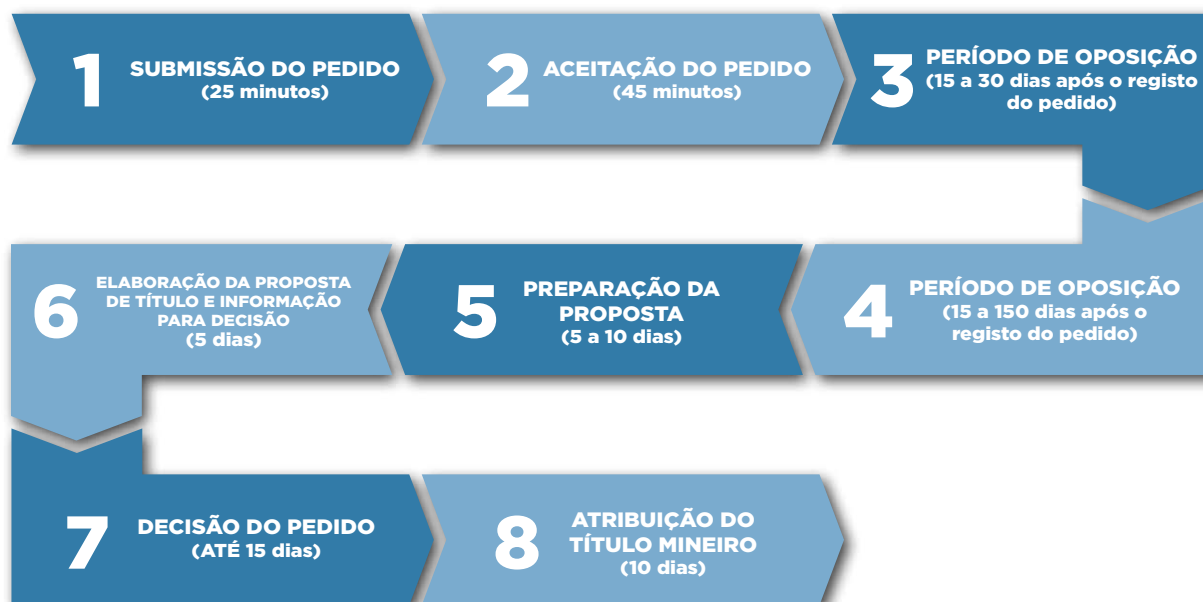 1
SUBMISSÃO DO PEDIDO
(25 minutos)
2
ACEITAÇÃO DO PEDIDO
(45 minutos)
3
PERÍODO DE OPOSIÇÃO
(15 a 30 dias após o registo
do pedido)
4
PERÍODO DE OPOSIÇÃO
(15 a 150 dias após o
registo do pedido)
5
PREPARAÇÃO DA
PROPOSTA
(5 a 10 dias)
6
ELABORAÇÃO DA PROPOSTA
DE TÍTULO E INFORMAÇÃO
PARA DECISÃO
(5 dias)
7
DECISÃO DO PEDIDO
(ATÉ 15 dias)
8
ATRIBUIÇÃO DO
TÍTULO MINEIRO
(10 dias)